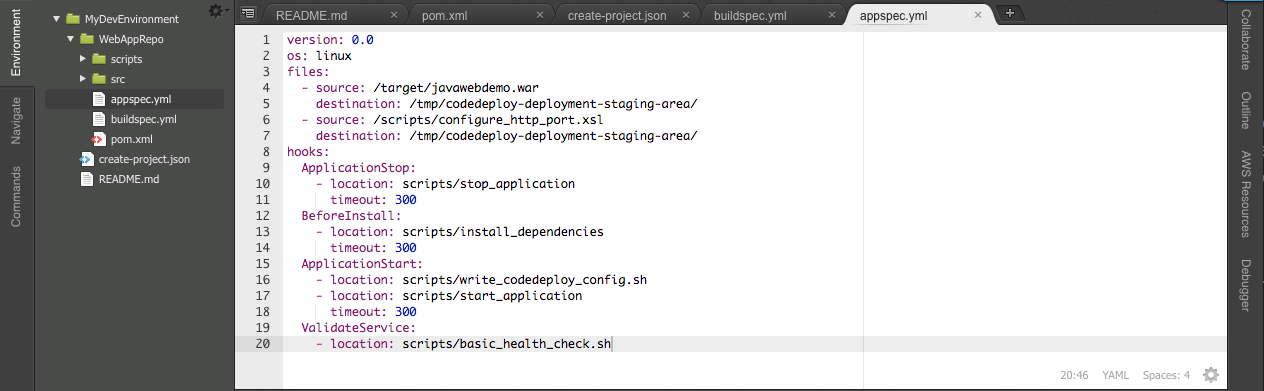 Environment
Navigate
Commands
MyDevEnvironment
WebAppRepo
scripts
src
appspec.yml
buildspec.yml
pom.xml
create-project.json
README.md
README.md
pom.xml
create-project.json
buildspec.yml
appspec.yml
1 version: 0.0
2 os: linux
3 files:
4   - source: /target/javawebdemo.war
5     destination: /tmp/codedeploy-deployment-staging-area/
6   - source: /scripts/configure_http_port.xsl
7     destination: /tmp/codedeploy-deployment-staging-area/
8 hooks:
9   ApplicationStop:
10     - location: scripts/stop_application
11       timeout: 300
12   BeforeInstall:
13     - location: scripts/install_dependencies
14       timeout: 300
15   ApplicationStart:
16     - location: scripts/write_codedeploy_config.sh
17     - location: scripts/start_application
18       timeout: 300
19   ValidateService:
20     - location: scripts/basic_health_check.sh
20:46 YAML Spaces: 4
Collaborate
Outline
AWS Resources
Debugger